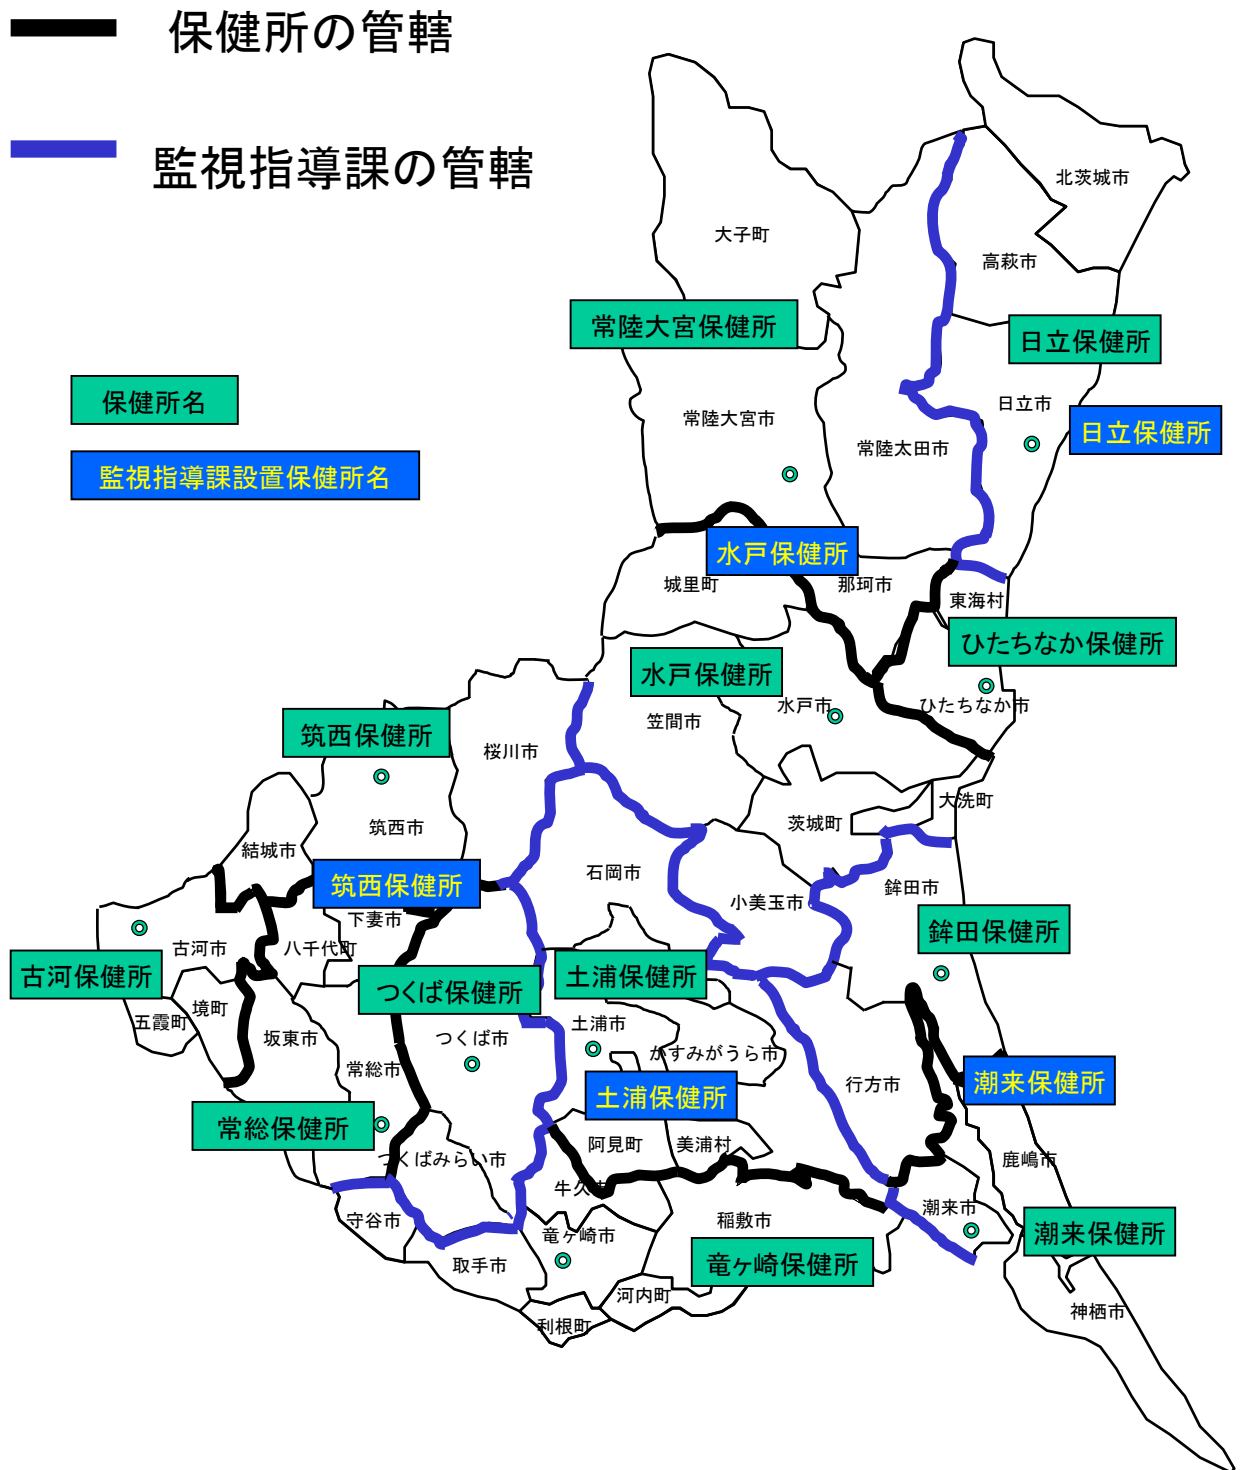 保健所の管轄
監視指導課の管轄
北茨城市
大子町
高萩市
常陸大宮保健所
日立保健所
保健所名
日立市
常陸大宮市
日立保健所
常陸太田市
監視指導課設置保健所名
水戸保健所
城里町
那珂市
東海村
ひたちなか保健所
水戸保健所
水戸市
ひたちなか市
笠間市
筑西保健所
桜川市
大洗町
茨城町
筑西市
結城市
石岡市
筑西保健所
鉾田市
小美玉市
下妻市
鉾田保健所
古河市
八千代町
古河保健所
つくば保健所
土浦保健所
境町
五霞町
坂東市
土浦市
つくば市
かすみがうら市
常総市
行方市
潮来保健所
土浦保健所
常総保健所
阿見町
美浦村
つくばみらい市
鹿嶋市
牛久市
潮来市
守谷市
稲敷市
潮来保健所
竜ヶ崎市
取手市
竜ヶ崎保健所
河内町
神栖市
利根町